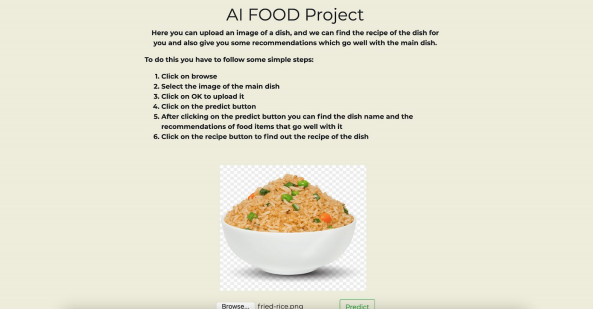 AI FOOD Project
Here you can upload an image of a dish, and we can find the recipe of the dish for
you and also give you some recommendations which go well with the main dish.
To do this you have to follow some simple steps:
1. Click on browse
2. Select the image of the main dish
3. Click on OK to upload it
4. Click on the predict button
5. After clicking on the predict button you can find the dish name and the
recommendations of food items that go well with it
6. Click on the recipe button to find out the recipe of the dish
Browse... fried-rice.png Predict